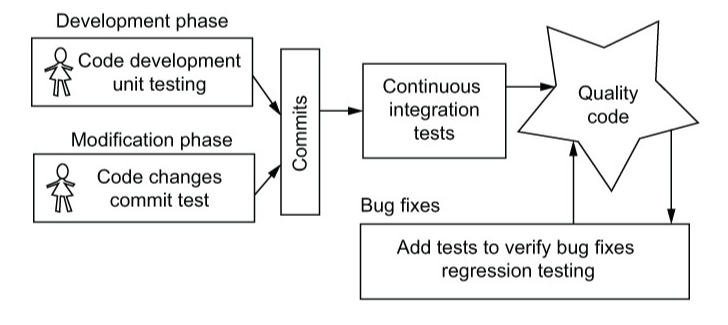 Development phase
Code development
unit testing
Modification phase
Code changes
commit test
Commits
Continuous
integration
tests
Quality
code
Bug fixes
Add tests to verify bug fixes
regression testing